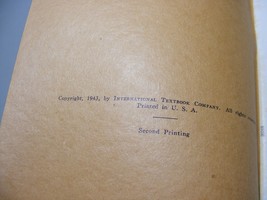 Copyright, 1942, by International Textbook Company. All rights
Printed in U. S. A.
Second Printing